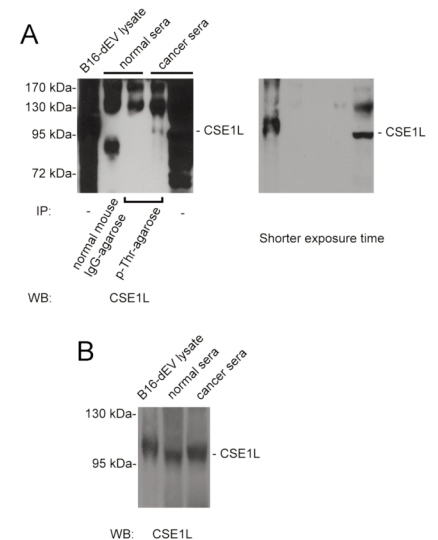 A
B16-dEV lysate
normal sera
cancer sera
170 kDa-
130 kDa-
95 kDa-
72 kDa-
- CSE1L
- CSE1L
IP:
-
normal mouse
IgG-agarose
p-Thr-agarose
-
Shorter exposure time
WB: CSE1L
B
B16-dEV lysate
normal sera
cancer sera
130 kDa-
95 kDa-
- CSE1L
WB: CSE1L